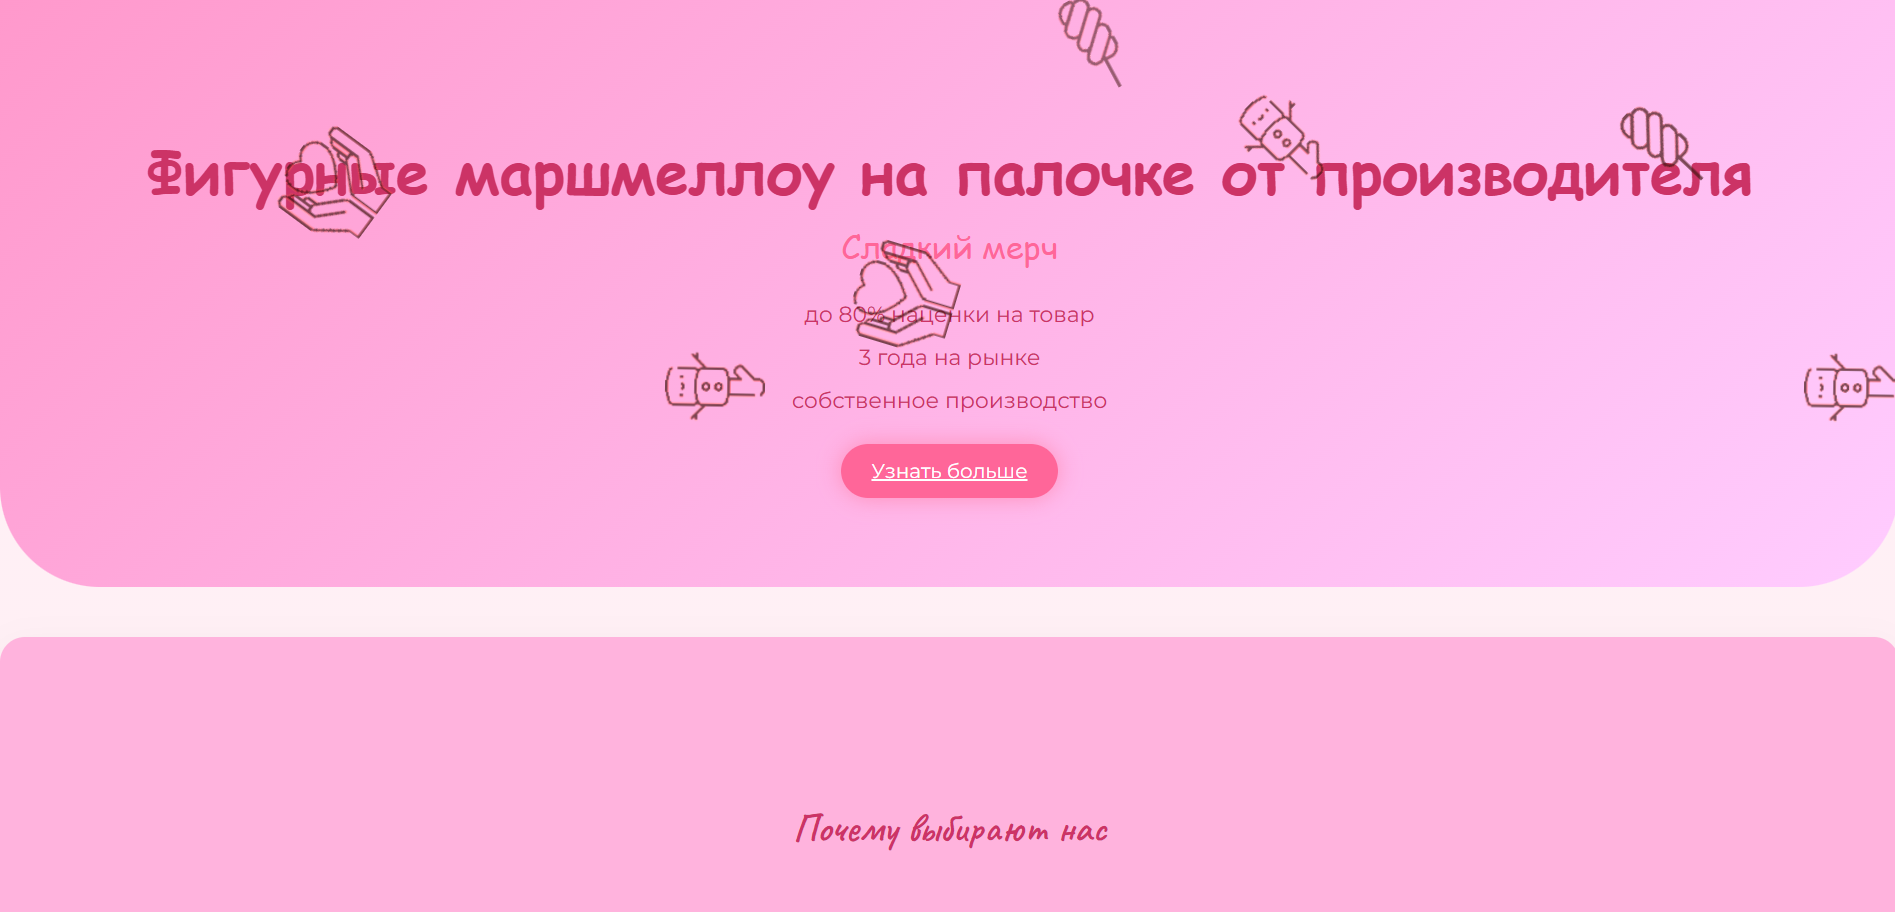 Фигурные маршмеллоу на палочке от производителя
Сладкий мерч
до 80% наценки на товар
3 года на рынке
собственное производство
Узнать больше
Почему выбирают нас